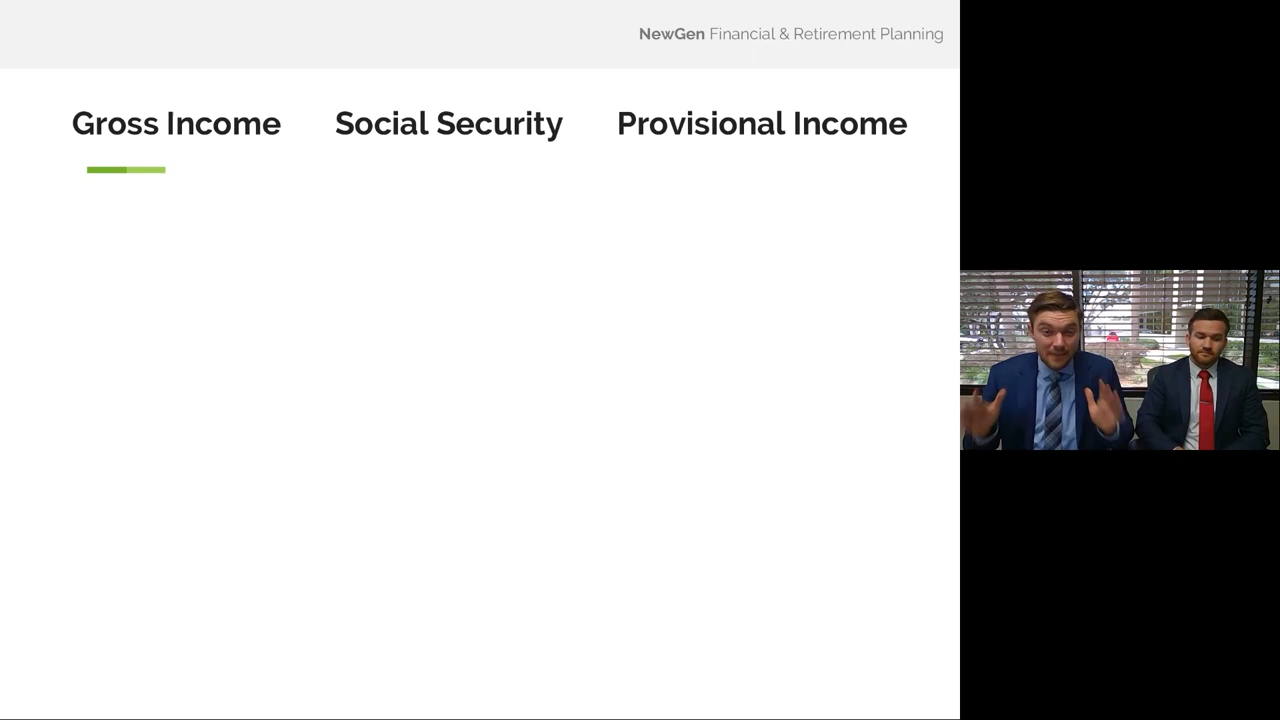 NewGen Financial & Retirement Planning
Gross Income Social Security Provisional Income